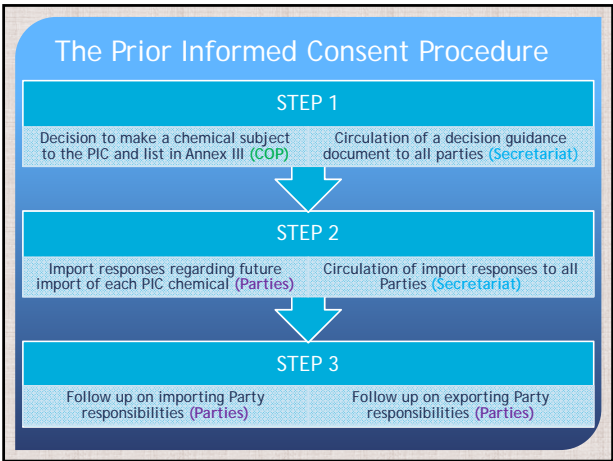 The Prior Informed Consent Procedure
STEP 1
Decision to make a chemical subject
to the PIC and list in Annex III (COP)
Circulation of a decision guidance
document to all parties (Secretariat)
STEP 2
Import responses regarding future
import of each PIC chemical (Parties)
Circulation of import responses to all
Parties (Secretariat)
STEP 3
Follow up on importing Party
responsibilities (Parties)
Follow up on exporting Party
responsibilities (Parties)